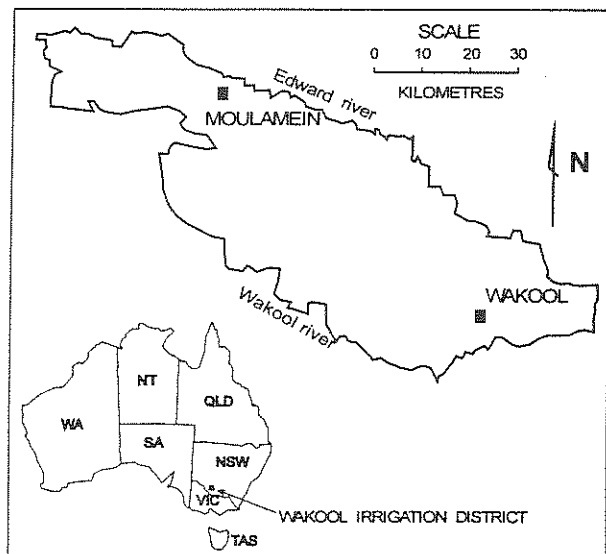 SCALE
0 10 20 30
KILOMETRES
Edward river
MOULAMEIN
N
WAKOOL
Wakool river
NT
QLD
WA
SA
NSW
VIC
WAKOOL IRRIGATION DISTRICT
TAS